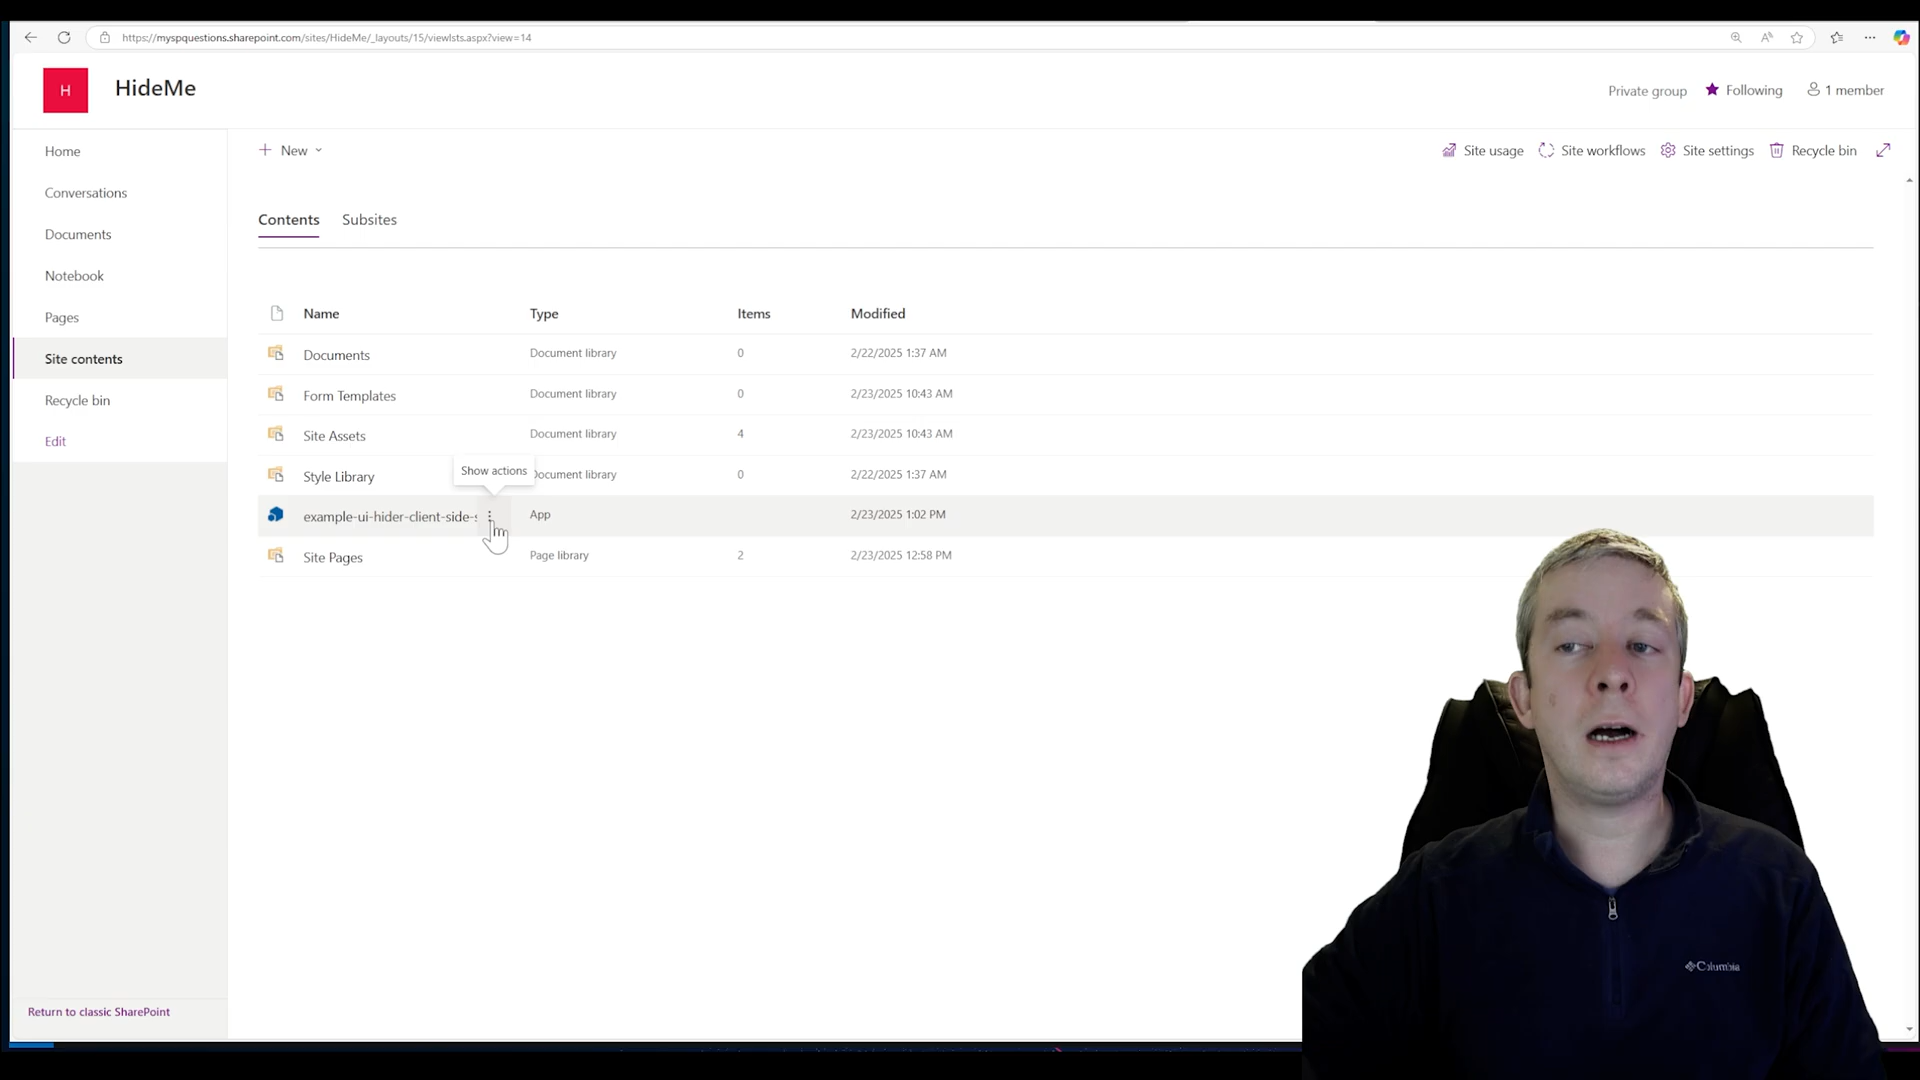 https://myspquestions.sharepoint.com/sites/HideMe/_layouts/15/viewlsts.aspx?view=14
H
HideMe
Private group
Following
1 member
Home
Conversations
Documents
Notebook
Pages
Site contents
Recycle bin
Edit
Return to classic SharePoint
New
Site usage
Site workflows
Site settings
Recycle bin
Contents
Subsites
Name Type Items Modified
Documents Document library 0 2/22/2025 1:37 AM
Form Templates Document library 0 2/23/2025 10:43 AM
Site Assets Document library 4 2/23/2025 10:43 AM
Show actions
Style Library Document library 0 2/22/2025 1:37 AM
example-ui-hider-client-side-s App 2/23/2025 1:02 PM
Site Pages Page library 2 2/23/2025 12:58 PM
Columbia